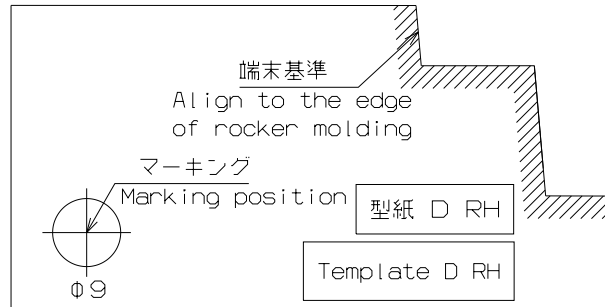 端末基準
Align to the edge
of rocker molding
マーキング
Marking position
型紙 D RH
Template D RH
φ9